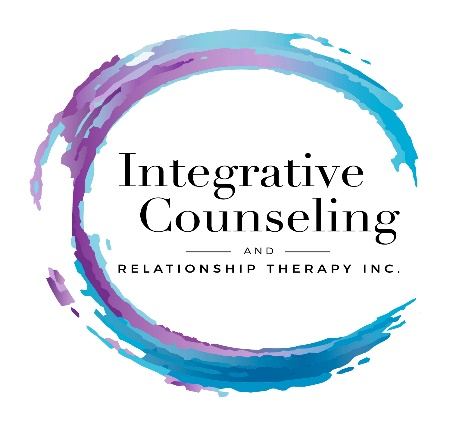 Integrative
Counseling
AND
RELATIONSHIP THERAPY INC.